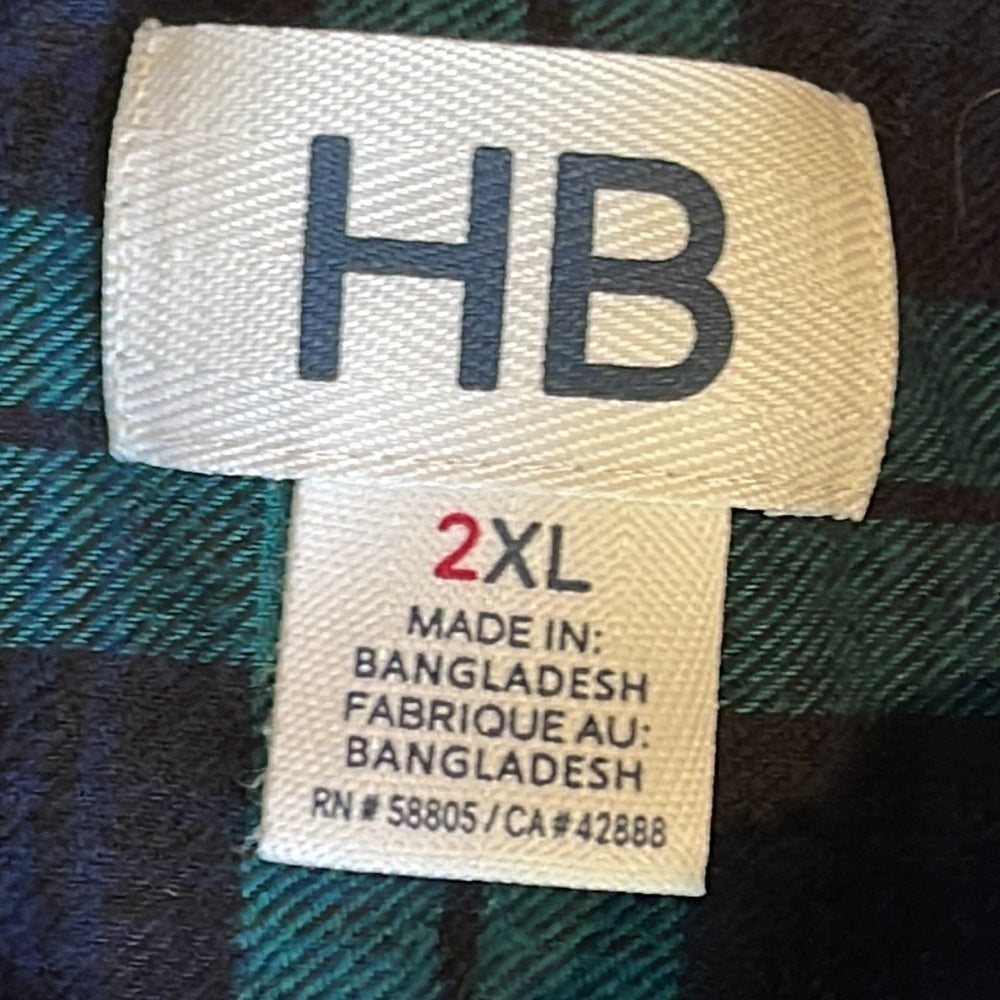 HB
2XL
MADE IN:
BANGLADESH
FABRIQUE AU:
BANGLADESH
RN # 58805 / CA # 42888